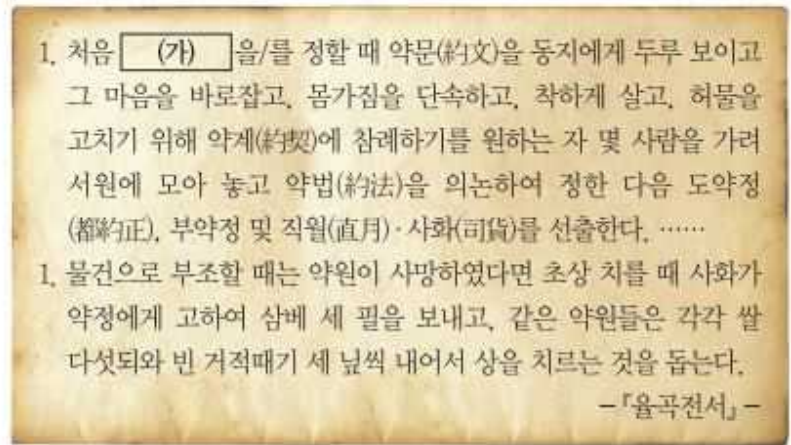 1. 처음 (가) 을/를 정할 때 약문(約文)을 동지에게 두루 보이고
그 마음을 바로잡고, 몸가짐을 단속하고, 착하게 살고, 허물을
고치기 위해 약계(約契)에 참례하기를 원하는 자 몇 사람을 가려
서원에 모아 놓고 약법(約法)을 의논하여 정한 다음 도약정
(都約正), 부약정 및 직월(直月)·사화(司貨)를 선출한다. ……
1. 물건으로 부조할 때는 약원이 사망하였다면 초상 치를 때 사화가
약정에게 고하여 삼베 세 필을 보내고, 같은 약원들은 각각 쌀
다섯되와 빈 거적때기 세 닢씩 내어서 상을 치르는 것을 돕는다.
-『율곡전서』-